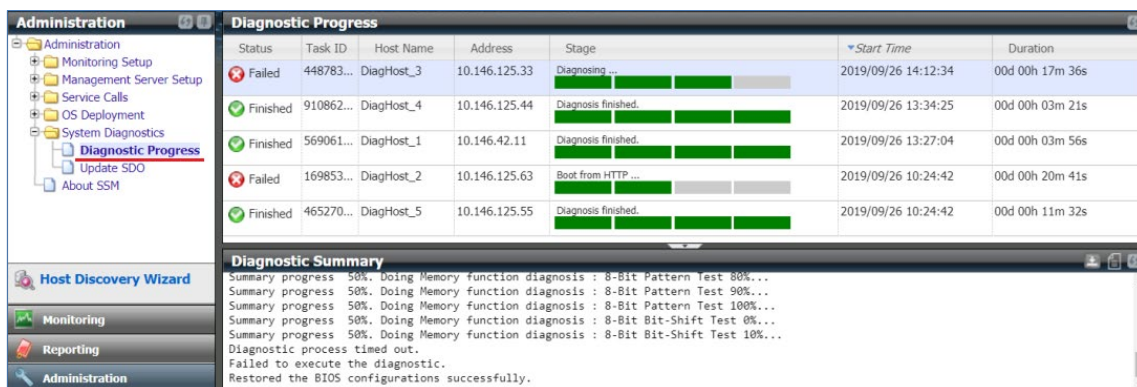 Administration
Administration
Monitoring Setup
Management Server Setup
Service Calls
OS Deployment
System Diagnostics
Diagnostic Progress
Update SDO
About SSM
Host Discovery Wizard
Monitoring
Reporting
Administration
Diagnostic Progress
Status Task ID Host Name Address Stage Start Time Duration
Failed 448783... DiagHost_3 10.146.125.33 Diagnosing ... 2019/09/26 14:12:34 00d 00h 17m 36s
Finished 910862... DiagHost_4 10.146.125.44 Diagnosis finished. 2019/09/26 13:34:25 00d 00h 03m 21s
Finished 569061... DiagHost_1 10.146.42.11 Diagnosis finished. 2019/09/26 13:27:04 00d 00h 03m 56s
Failed 169853... DiagHost_2 10.146.125.63 Boot from HTTP ... 2019/09/26 10:24:42 00d 00h 20m 41s
Finished 465270... DiagHost_5 10.146.125.55 Diagnosis finished. 2019/09/26 10:24:42 00d 00h 11m 32s
Diagnostic Summary
Summary progress 50%. Doing Memory function diagnosis : 8-Bit Pattern Test 80%...
Summary progress 50%. Doing Memory function diagnosis : 8-Bit Pattern Test 90%...
Summary progress 50%. Doing Memory function diagnosis : 8-Bit Pattern Test 100%...
Summary progress 50%. Doing Memory function diagnosis : 8-Bit Bit-Shift Test 0%...
Summary progress 50%. Doing Memory function diagnosis : 8-Bit Bit-Shift Test 10%...
Diagnostic process timed out.
Failed to execute the diagnostic.
Restored the BIOS configurations successfully.